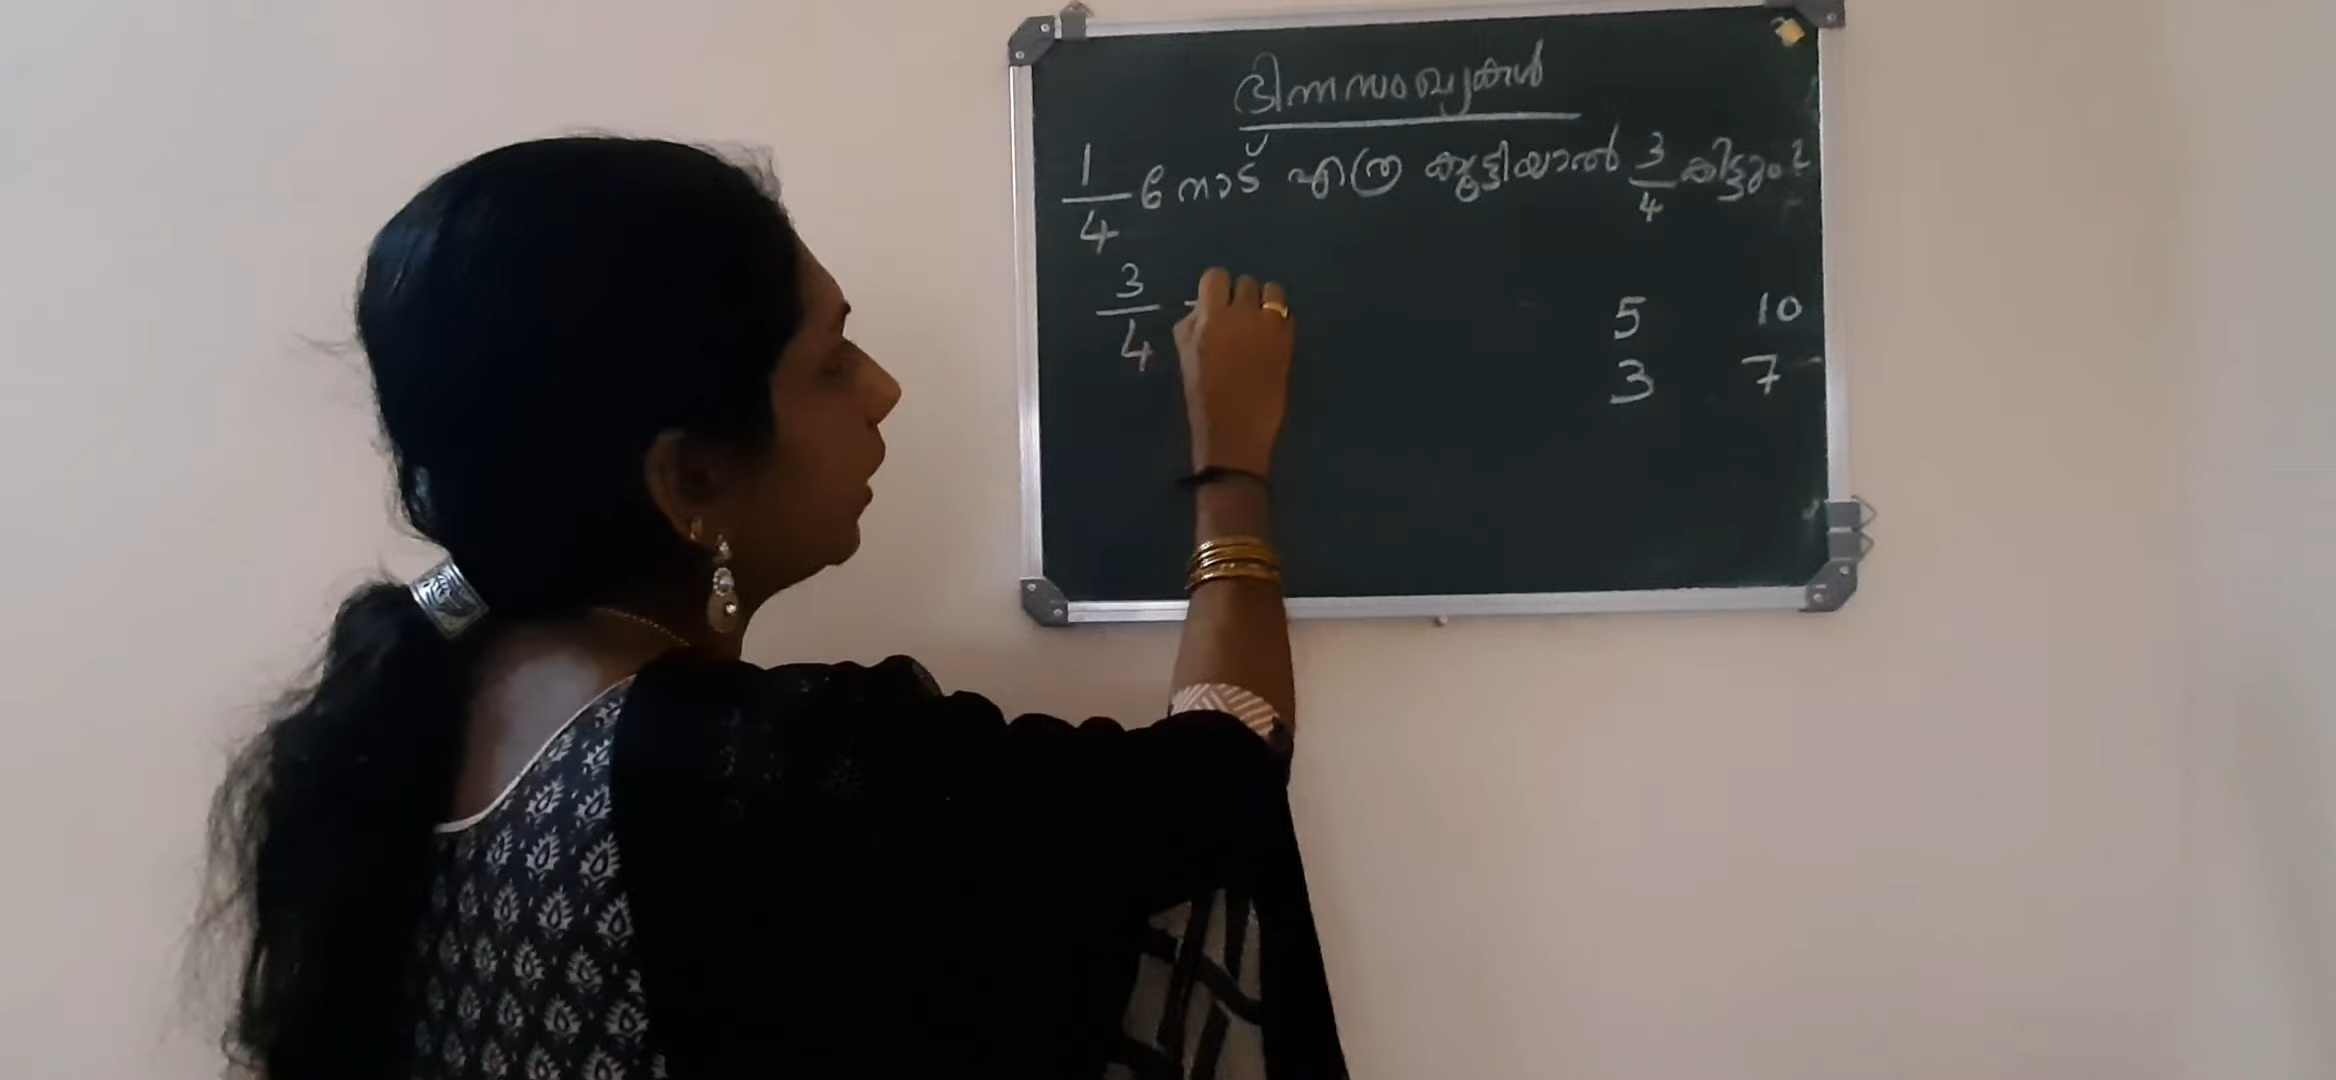 ഭിന്നസംഖ്യകൾ
1/4 നോട് എത്ര കൂട്ടിയാൽ 3/4 കിട്ടും?
3/4 -
5 10
3 7